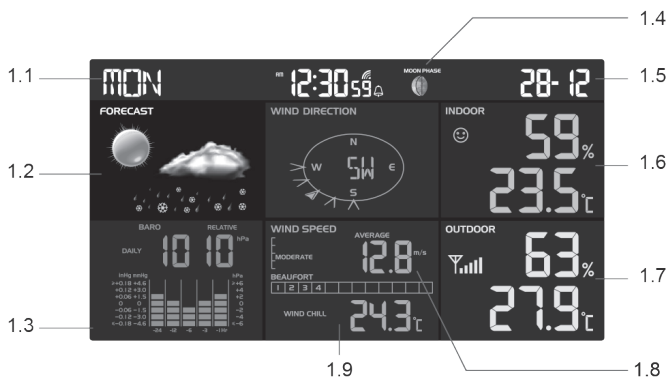 1.4
1.1 MON AM 12:30 59 MOON PHASE 28-12 1.5
FORECAST WIND DIRECTION INDOOR
1.2 N W E S SW 59% 1.6
23.5°C
BARO RELATIVE
DAILY 1010 hPa
WIND SPEED AVERAGE
MODERATE 12.8 m/s
OUTDOOR
63% 1.7
27.9°C
BEAUFORT
1 2 3 4
WIND CHILL 24.3°C
inHg mmHg hPa
>+0.18 +4.6 >+6
+0.12 +3.0 +4
+0.06 +1.5 +2
0 0 0
-0.06 -1.5 -2
-0.12 -3.0 -4
<-0.18 -4.6 <-6
1.3 -24 -12 -6 -3 -1
1.9 1.8